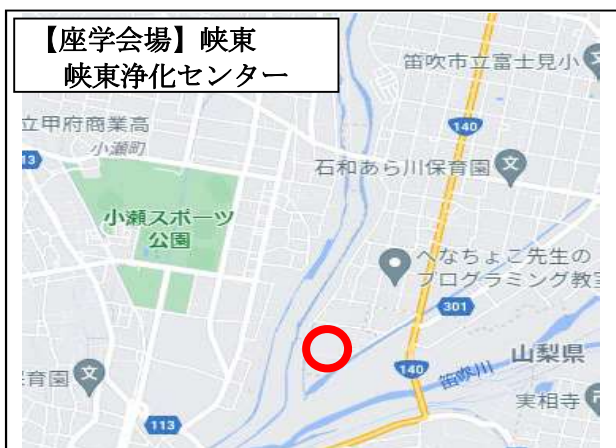 【座学会場】峡東
峡東浄化センター
笛吹市立富士見小
立甲府商業高
小瀬町
140
13
石和あら川保育園
文
小瀬スポーツ
公園
へなちょこ先生の
プログラミング教室
301
山梨県
140
笛吹川
育園
文
実相寺
113